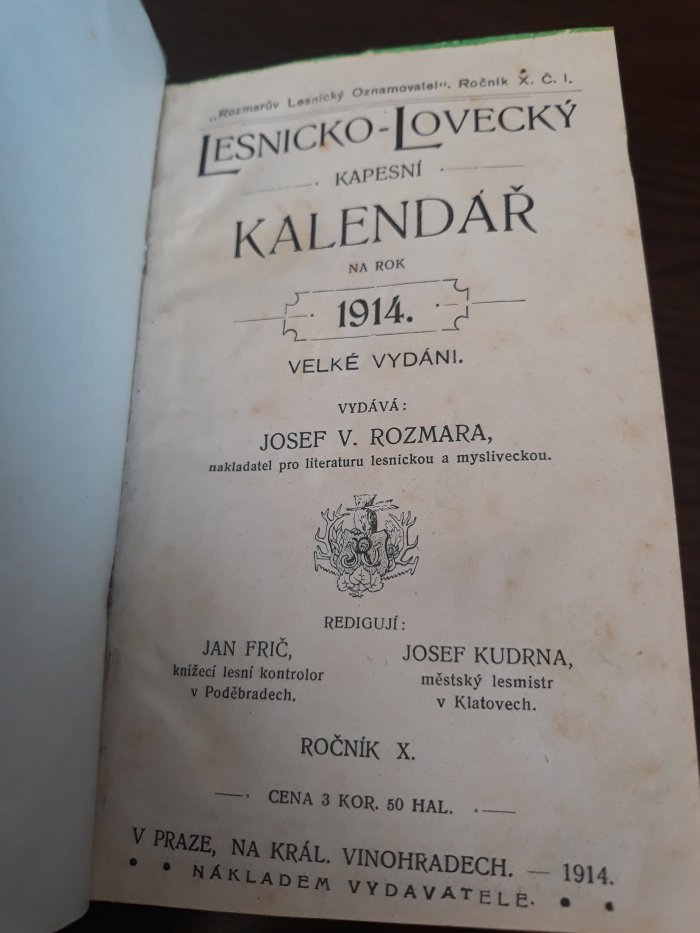 „Rozmarův Lesnický Oznamovatel“. Ročník X. Č. I.
LESNICKO-LOVECKÝ
KAPESNÍ
KALENDÁŘ
NA ROK
1914.
VELKÉ VYDÁNI.
VYDÁVÁ:
JOSEF V. ROZMARA,
nakladatel pro literaturu lesnickou a mysliveckou.
REDIGUJÍ:
JAN FRIČ,
knížecí lesní kontrolor
v Poděbradech.
JOSEF KUDRNA,
městský lesmistr
v Klatovech.
ROČNÍK X.
CENA 3 KOR. 50 HAL.
V PRAZE, NA KRÁL. VINOHRADECH. — 1914.
NÁKLADEM VYDAVATELE.